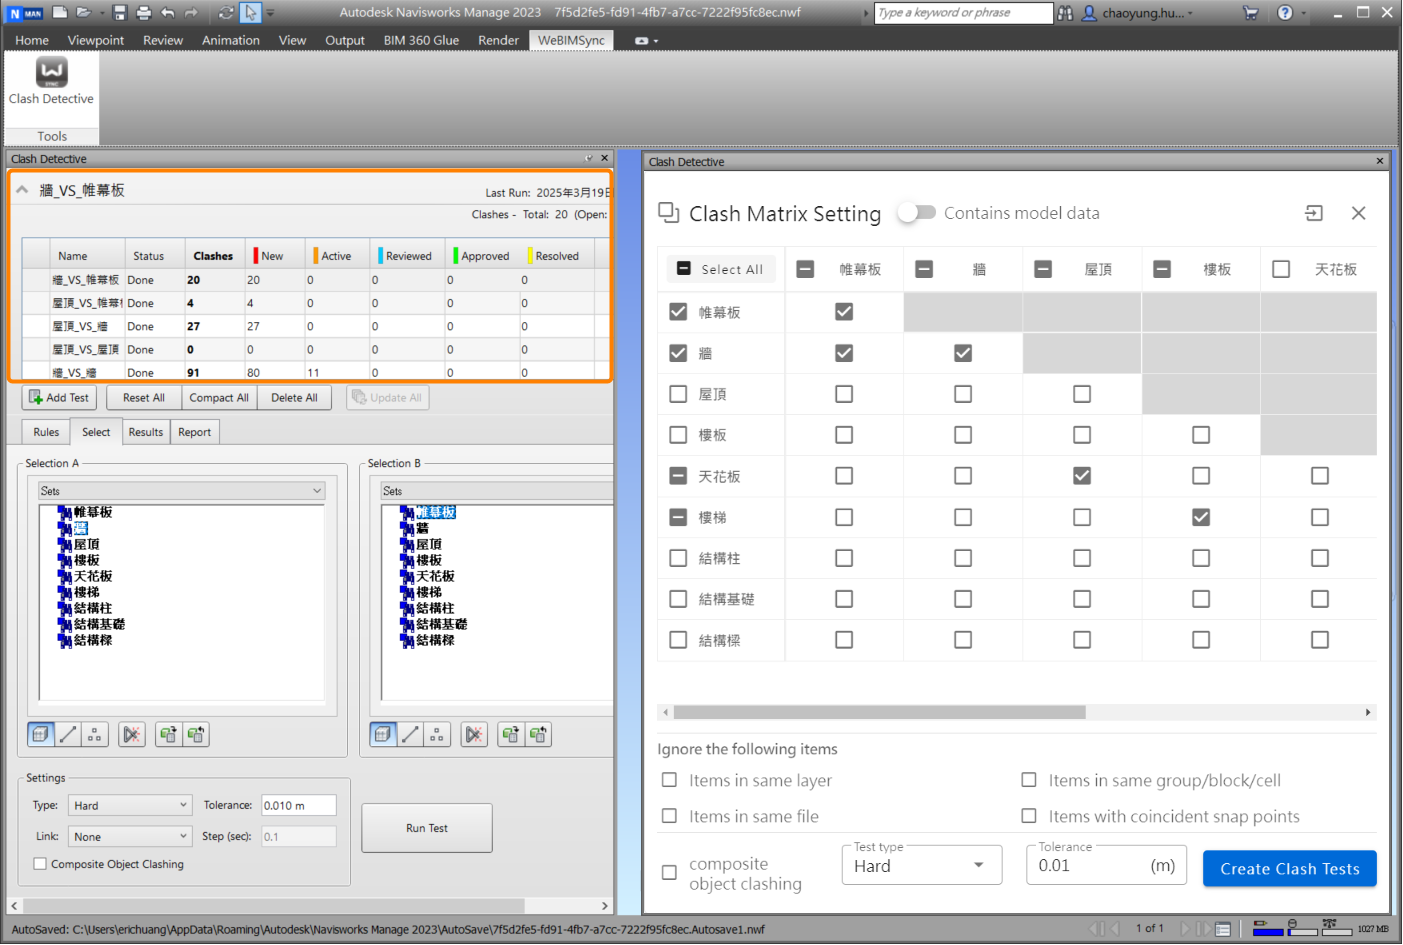 N MAN
Autodesk Navisworks Manage 2023 7f5d2fe5-fd91-4fb7-a7cc-7222f95fc8ec.nwf
Type a keyword or phrase
chaoyung.hu...
Home Viewpoint Review Animation View Output BIM 360 Glue Render WeBIMSync
Clash Detective
Tools
Clash Detective
牆_VS_帷幕板
Last Run: 2025年3月19日
Clashes - Total: 20 (Open:
Name Status Clashes New Active Reviewed Approved Resolved
牆_VS_帷幕板 Done 20 20 0 0 0 0
屋頂_VS_帷幕 Done 4 4 0 0 0 0
屋頂_VS_牆 Done 27 27 0 0 0 0
屋頂_VS_屋頂 Done 0 0 0 0 0 0
牆_VS_牆 Done 91 80 11 0 0 0
Add Test Reset All Compact All Delete All Update All
Rules Select Results Report
Selection A
Sets
帷幕板
牆
屋頂
樓板
天花板
樓梯
結構柱
結構基礎
結構樑
Selection B
Sets
帷幕板
牆
屋頂
樓板
天花板
樓梯
結構柱
結構基礎
結構樑
Settings
Type: Hard Tolerance: 0.010 m
Link: None Step (sec): 0.1
Composite Object Clashing
Run Test
Clash Detective
Clash Matrix Setting Contains model data
Select All 帷幕板 牆 屋頂 樓板 天花板
帷幕板
牆
屋頂
樓板
天花板
樓梯
結構柱
結構基礎
結構樑
Ignore the following items
Items in same layer Items in same group/block/cell
Items in same file Items with coincident snap points
composite
object clashing
Test type
Hard
Tolerance
0.01 (m)
Create Clash Tests
AutoSaved: C:\Users\erichuang\AppData\Roaming\Autodesk\Navisworks Manage 2023\AutoSave\7f5d2fe5-fd91-4fb7-a7cc-7222f95fc8ec.Autosave1.nwf
1 of 1
1027 MB